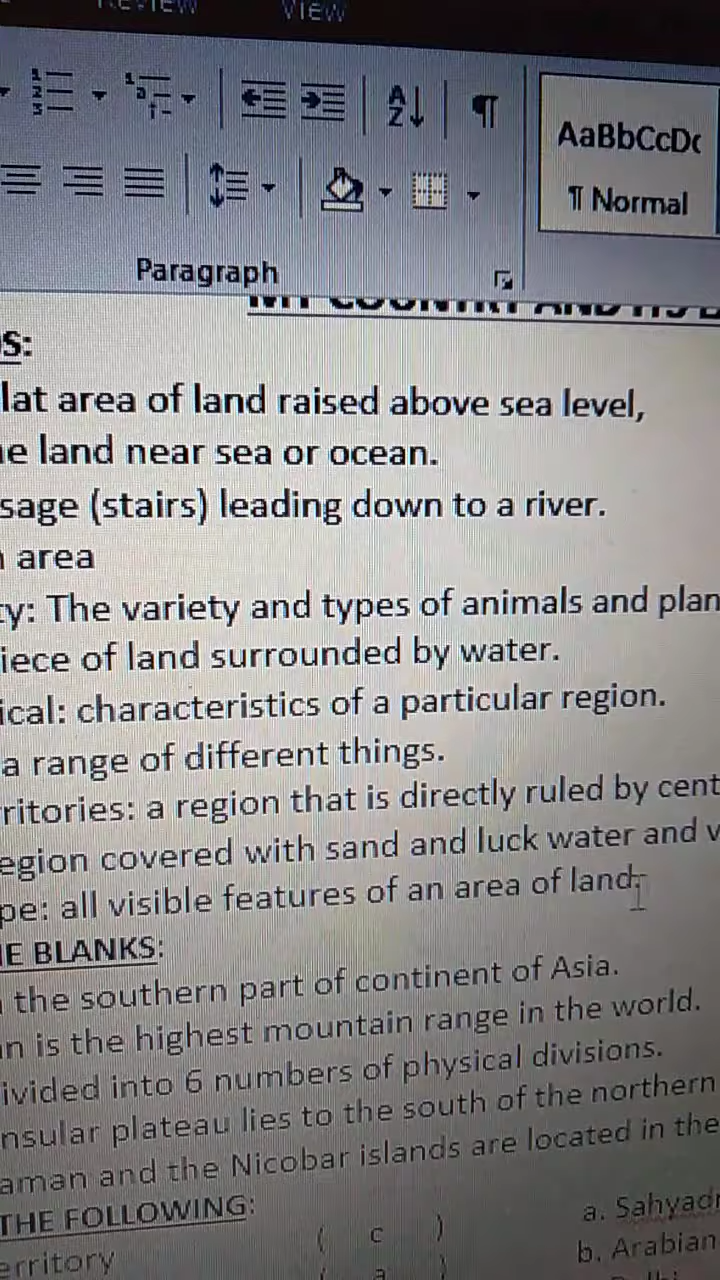 VIEW
AaBbCcDc
¶ Normal
Paragraph
S:
lat area of land raised above sea level,
e land near sea or ocean.
sage (stairs) leading down to a river.
area
ty: The variety and types of animals and plan
iece of land surrounded by water.
ical: characteristics of a particular region.
a range of different things.
ritories: a region that is directly ruled by cent
egion covered with sand and luck water and v
pe: all visible features of an area of land.
E BLANKS:
the southern part of continent of Asia.
an is the highest mountain range in the world.
ivided into 6 numbers of physical divisions.
nsular plateau lies to the south of the northern
aman and the Nicobar islands are located in the
THE FOLLOWING:
erritory ( c ) a. Sahyadr
( a ) b. Arabian